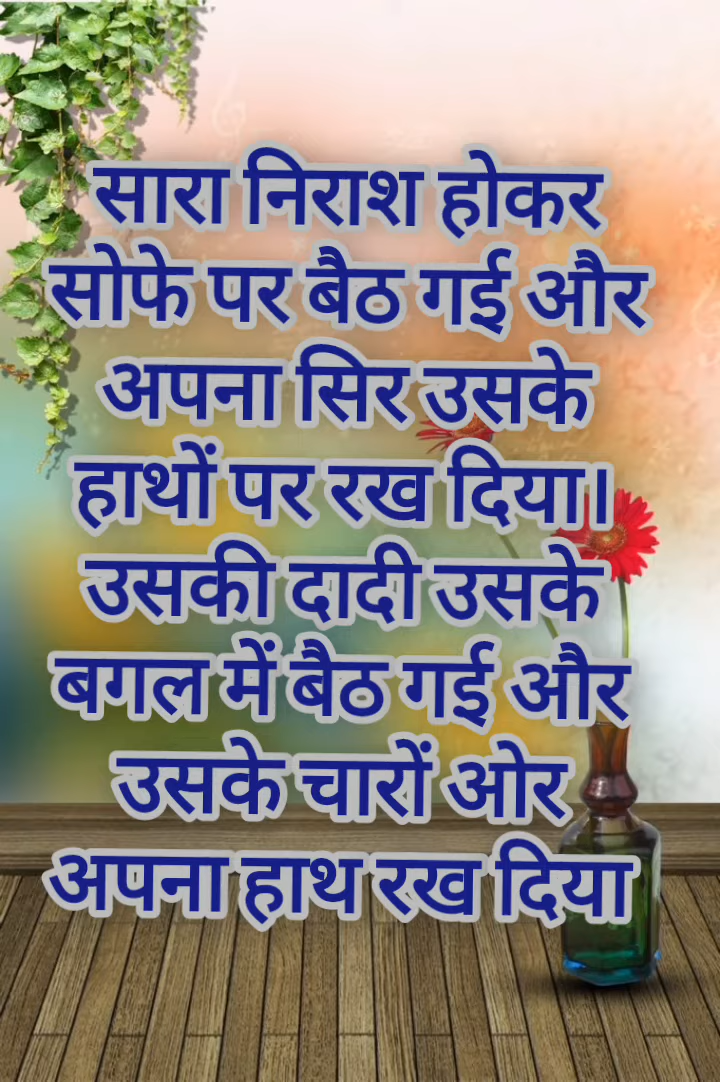 सारा निराश होकर
सोफे पर बैठ गई और
अपना सिर उसके
हाथों पर रख दिया।
उसकी दादी उसके
बगल में बैठ गई और
उसके चारों ओर
अपना हाथ रख दिया